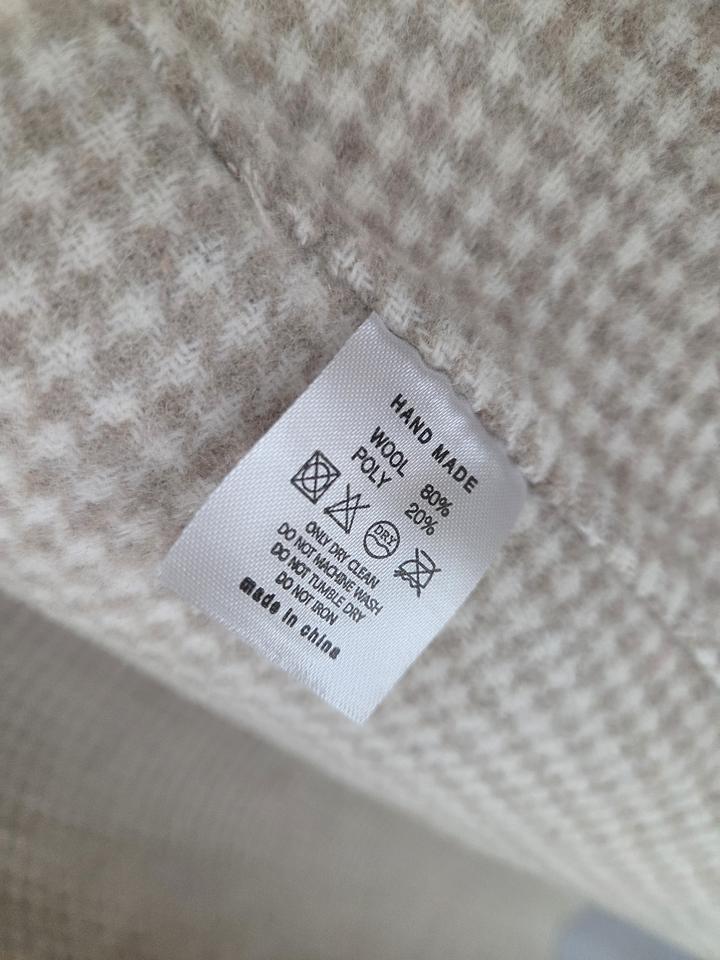 HAND MADE
WOOL 80%
POLY 20%
DRY
ONLY DRY CLEAN
DO NOT MACHINE WASH
DO NOT TUMBLE DRY
DO NOT IRON
made in china